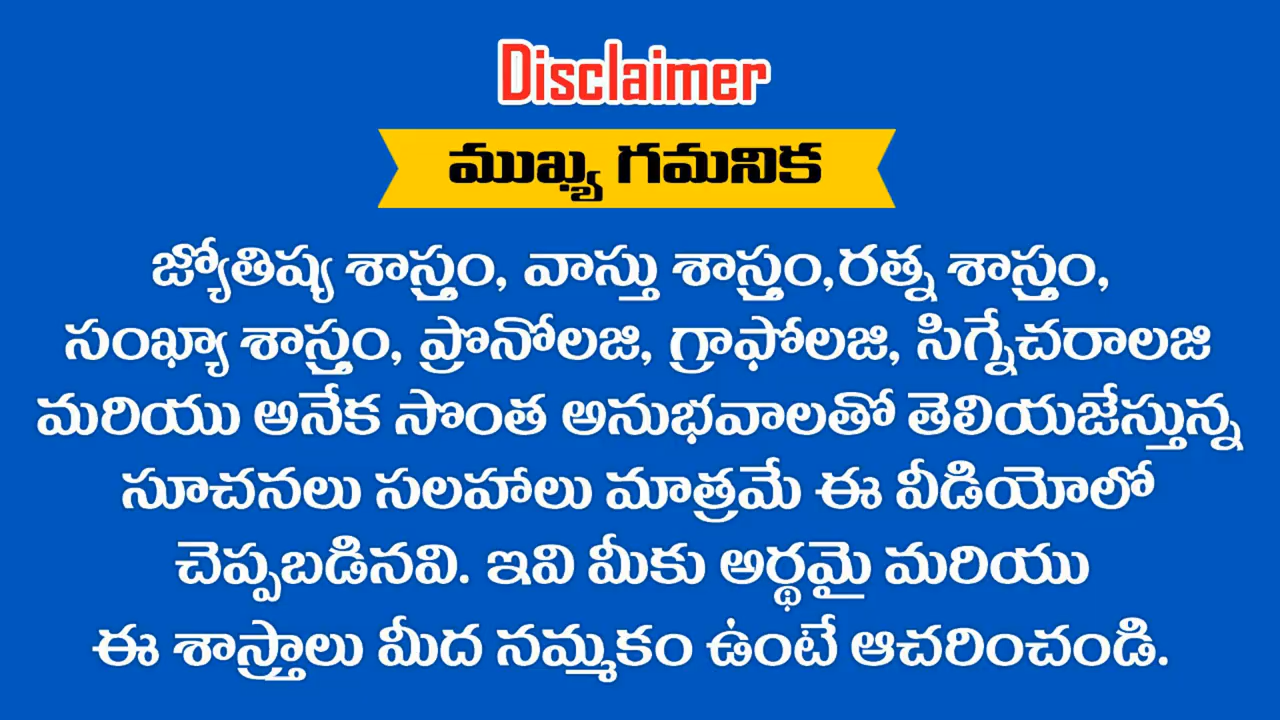 Disclaimer
ముఖ్య గమనిక
జ్యోతిష్య శాస్త్రం, వాస్తు శాస్త్రం,రత్న శాస్త్రం,
సంఖ్యా శాస్త్రం, ప్రొనోలజి, గ్రాఫోలజి, సిగ్నేచరాలజి
మరియు అనేక సొంత అనుభవాలతో తెలియజేస్తున్న
సూచనలు సలహాలు మాత్రమే ఈ వీడియోలో
చెప్పబడినవి. ఇవి మీకు అర్థమై మరియు
ఈ శాస్త్రాలు మీద నమ్మకం ఉంటే ఆచరించండి.